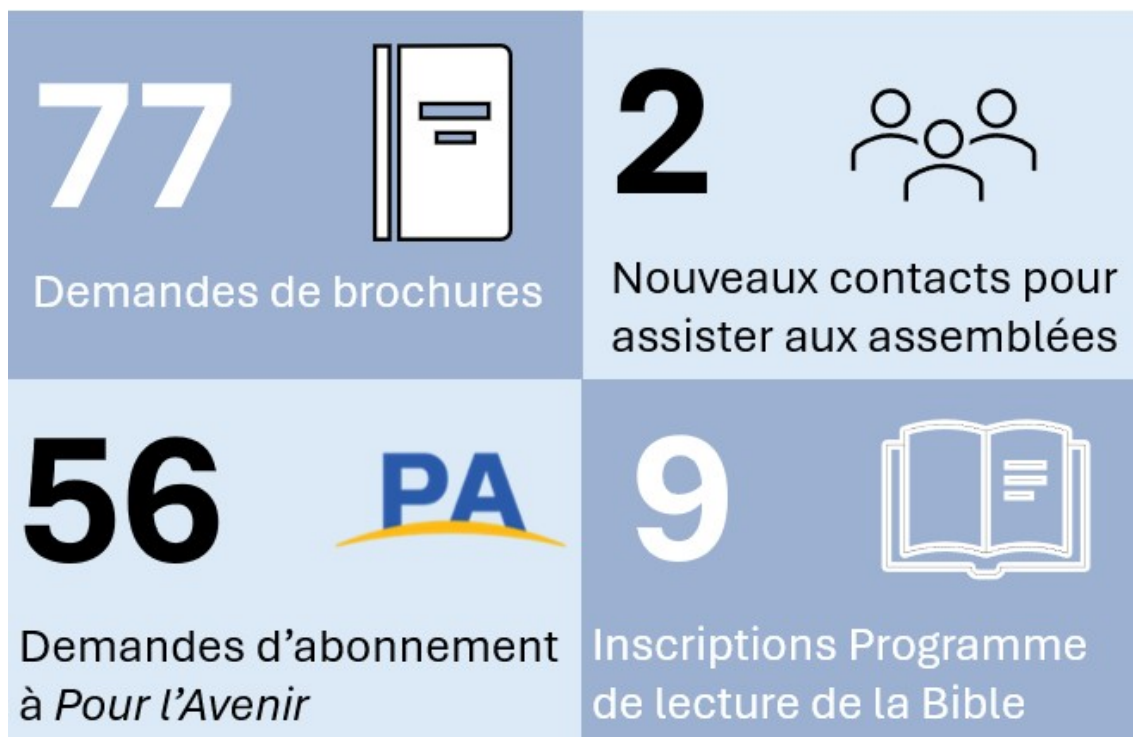 77
Demandes de brochures
2
Nouveaux contacts pour
assister aux assemblées
56
PA
Demandes d’abonnement
à Pour l’Avenir
9
Inscriptions Programme
de lecture de la Bible